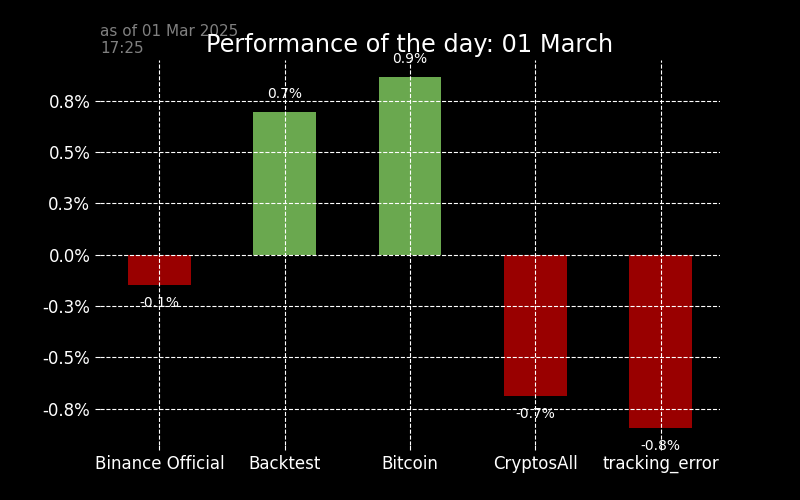 as of 01 Mar 2025
17:25
Performance of the day: 01 March
0.9%
0.7%
0.8%
0.5%
0.3%
0.0%
-0.3%
-0.5%
-0.8%
-0.1%
-0.7%
-0.8%
Binance Official
Backtest
Bitcoin
CryptosAll
tracking_error